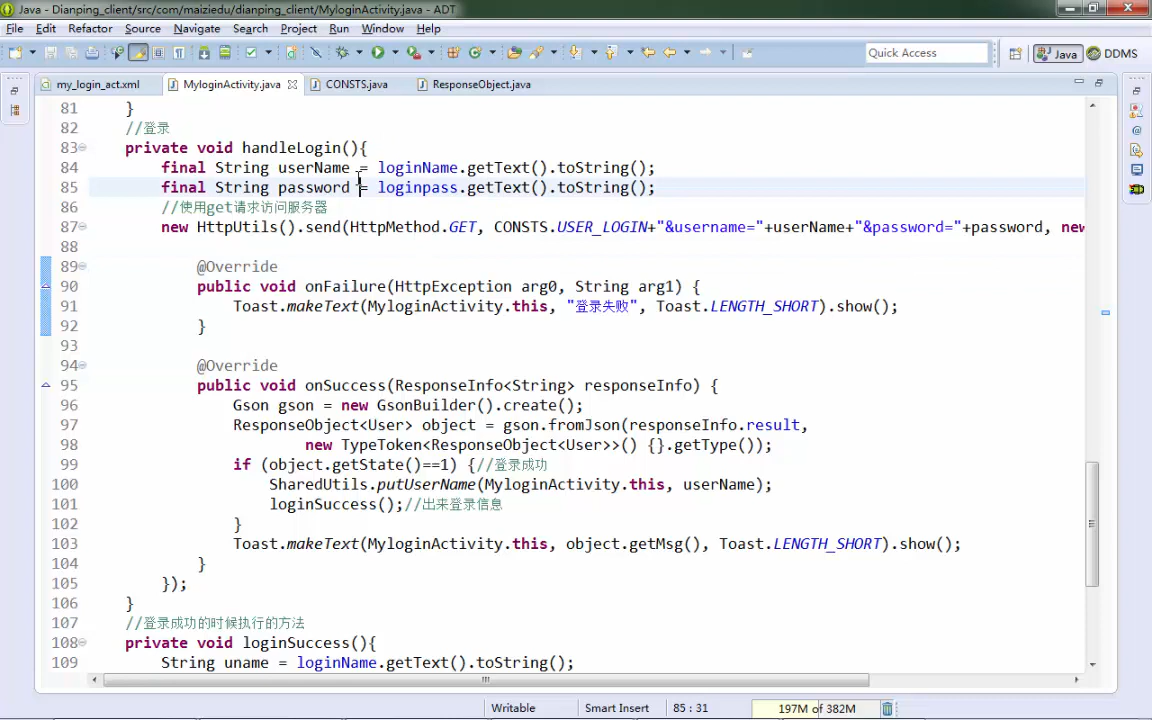 Java - Dianping_client/src/com/maiziedu/dianping_client/MyloginActivity.java - ADT
File Edit Refactor Source Navigate Search Project Run Window Help
Quick Access Java DDMS
my_login_act.xml MyloginActivity.java CONSTS.java ResponseObject.java
81 }
82 //登录
83 private void handleLogin(){
84 final String userName = loginName.getText().toString();
85 final String password = loginpass.getText().toString();
86 //使用get请求访问服务器
87 new HttpUtils().send(HttpMethod.GET, CONSTS.USER_LOGIN+"&username="+userName+"&password="+password, new
88
89 @Override
90 public void onFailure(HttpException arg0, String arg1) {
91 Toast.makeText(MyloginActivity.this, "登录失败", Toast.LENGTH_SHORT).show();
92 }
93
94 @Override
95 public void onSuccess(ResponseInfo<String> responseInfo) {
96 Gson gson = new GsonBuilder().create();
97 ResponseObject<User> object = gson.fromJson(responseInfo.result,
98 new TypeToken<ResponseObject<User>>() {}.getType());
99 if (object.getState()==1) {//登录成功
100 SharedUtils.putUserName(MyloginActivity.this, userName);
101 loginSuccess();//出来登录信息
102 }
103 Toast.makeText(MyloginActivity.this, object.getMsg(), Toast.LENGTH_SHORT).show();
104 }
105 });
106 }
107 //登录成功的时候执行的方法
108 private void loginSuccess(){
109 String uname = loginName.getText().toString();
Writable Smart Insert 85 : 31 197M of 382M